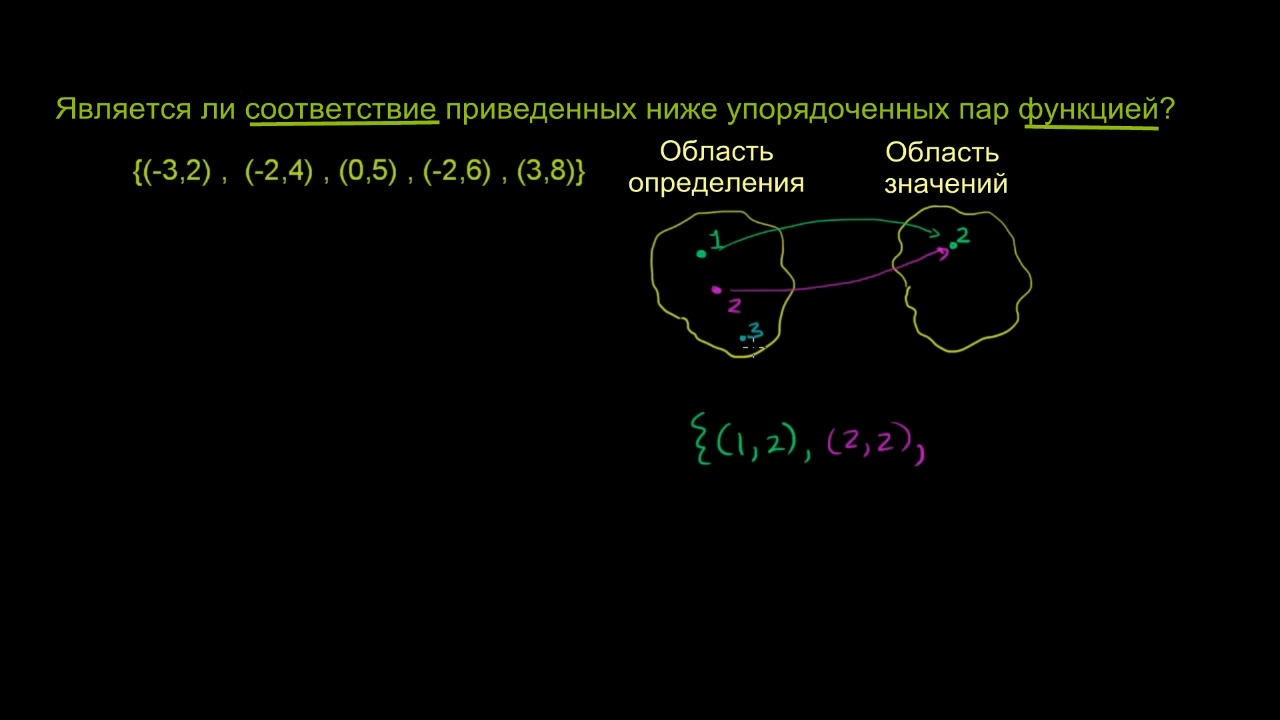 Является ли соответствие приведенных ниже упорядоченных пар функцией?
{(-3,2) , (-2,4) , (0,5) , (-2,6) , (3,8)}
Область
определения
Область
значений
1
2
2
3
{(1,2), (2,2),